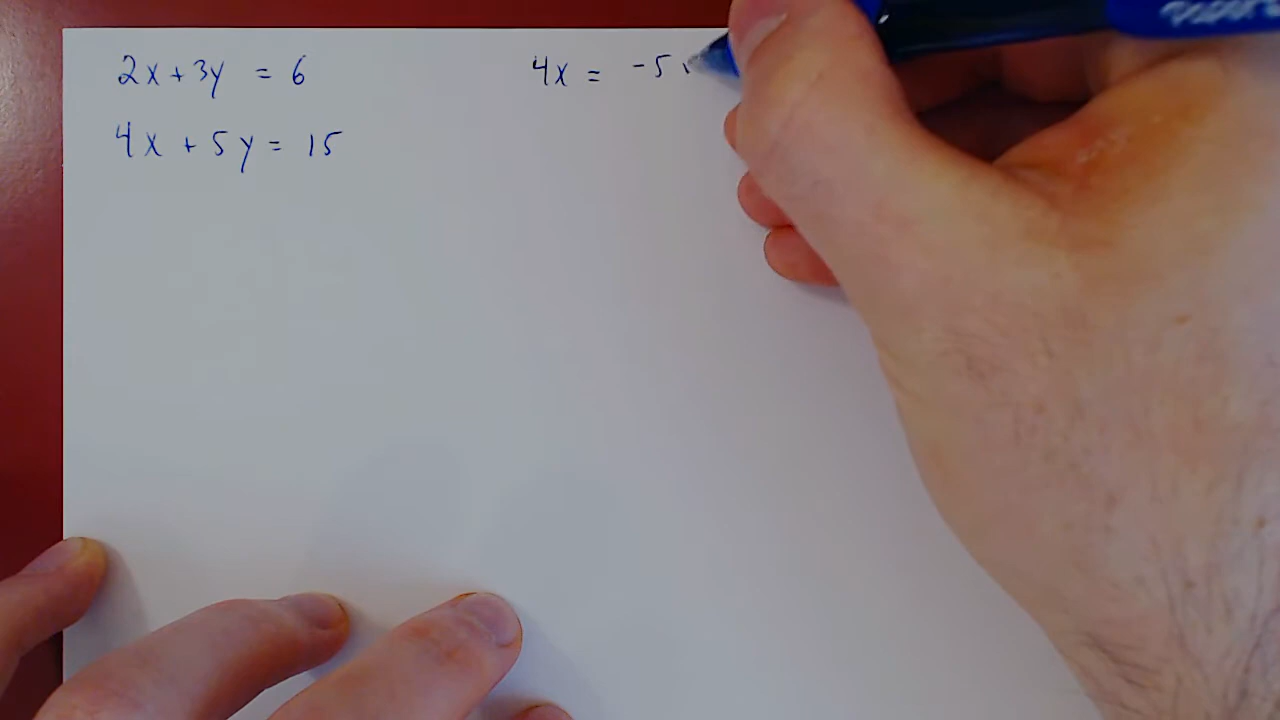 2x+3y = 6
4x + 5y = 15
4x = -5